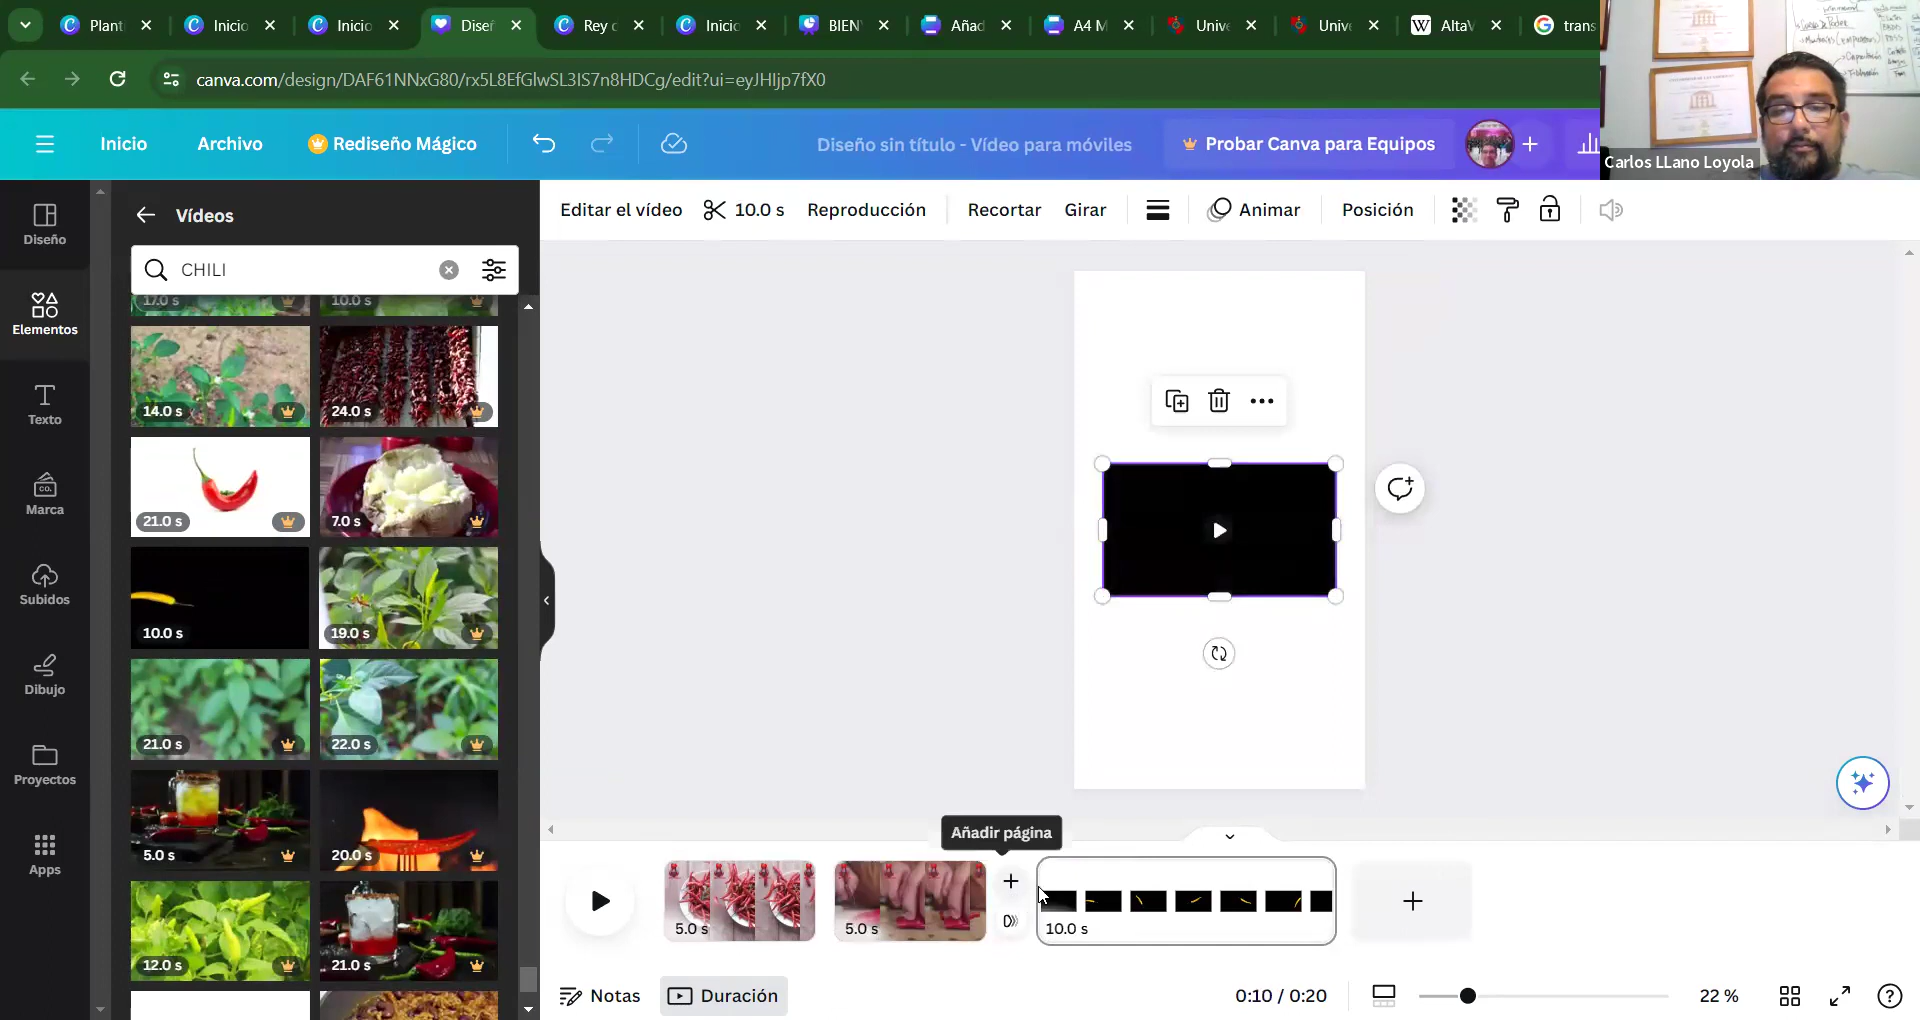 Plant
Inicio
Inicio
Diseñ
Rey c
Inicio
BIEN
Añad
A4 M
Unive
Unive
AltaV
trans
canva.com/design/DAF61NNxG80/rx5L8EfGlwSL3IS7n8HDCg/edit?ui=eyJHIjp7fX0
Inicio
Archivo
Rediseño Mágico
Diseño sin título - Vídeo para móviles
Probar Canva para Equipos
Carlos LLano Loyola
Diseño
Elementos
Texto
Marca
Subidos
Dibujo
Proyectos
Apps
Vídeos
CHILI
17.0 s
10.0 s
14.0 s
24.0 s
21.0 s
7.0 s
10.0 s
19.0 s
21.0 s
22.0 s
5.0 s
20.0 s
12.0 s
21.0 s
Editar el vídeo
10.0 s
Reproducción
Recortar
Girar
Animar
Posición
Añadir página
5.0 s
5.0 s
10.0 s
Notas
Duración
0:10 / 0:20
22 %